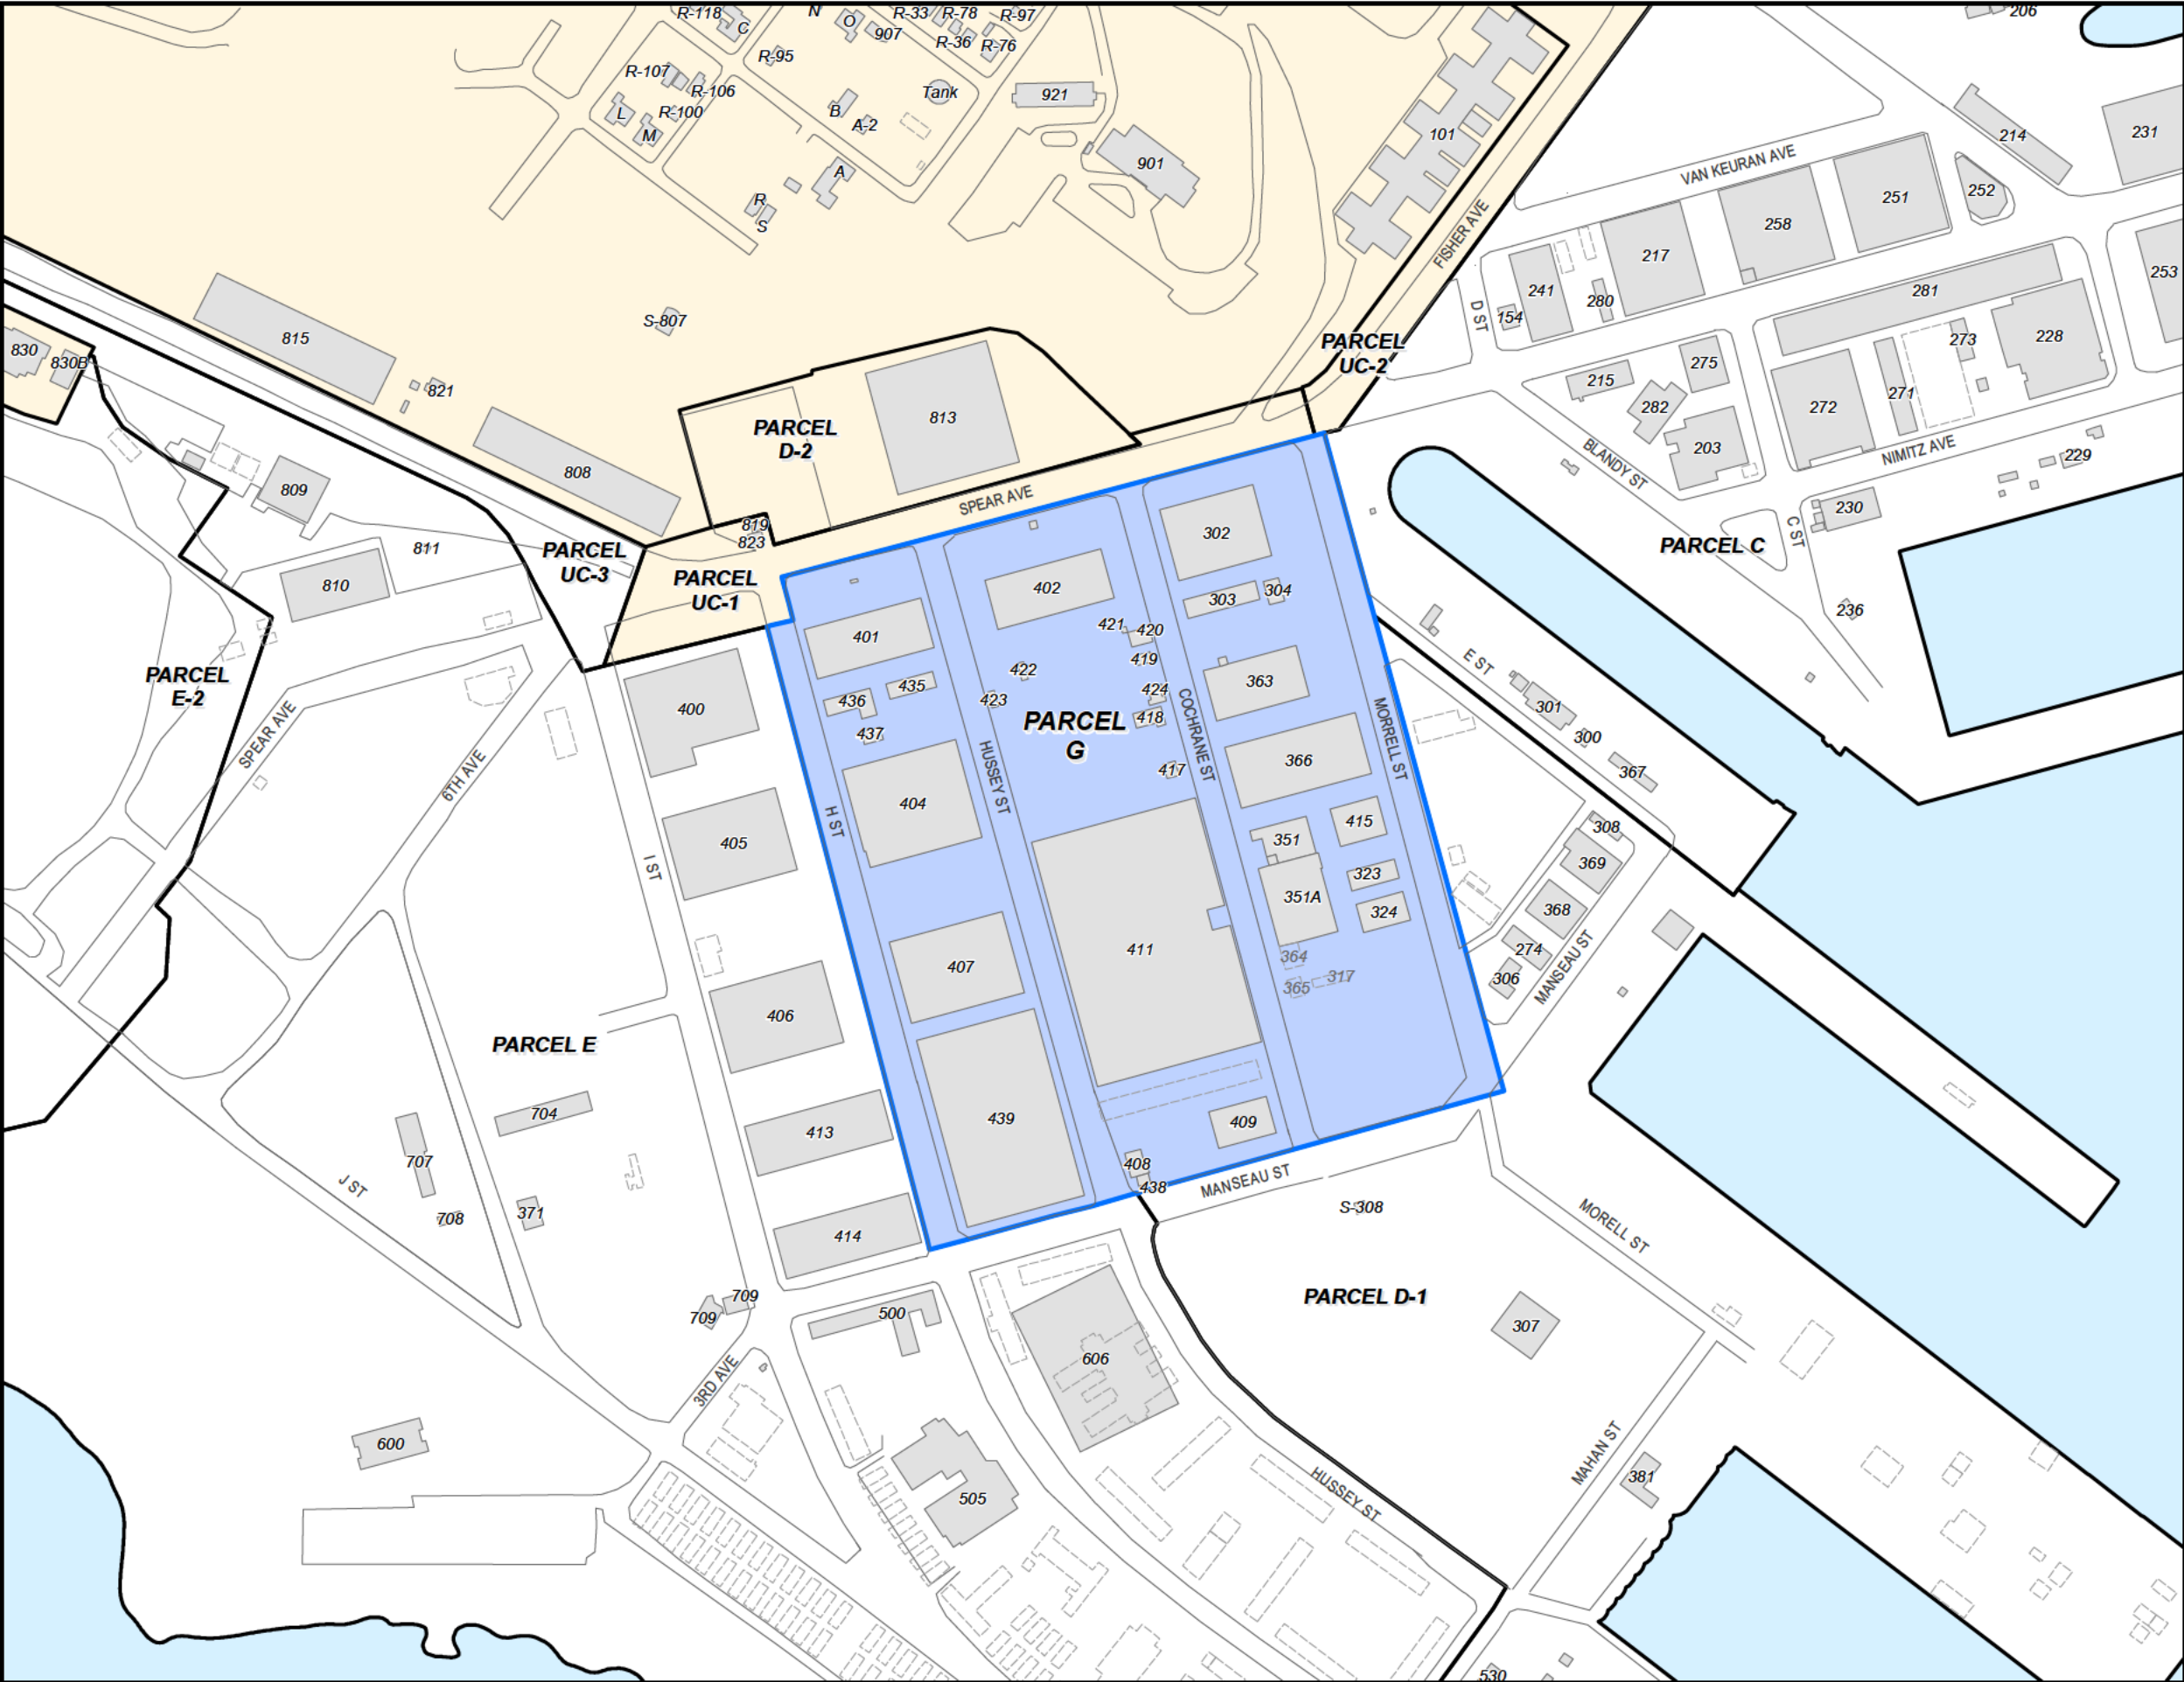 R-118
C
N
O
907
R-33
R-78
R-97
R-36
R-76
R-95
206
R-107
R-106
R-100
L
M
B
A-2
Tank
921
101
214
231
A
R
S
901
VAN KEURAN AVE
251
252
258
217
FISHER AVE
241
280
154
D ST
253
281
273
228
815
S-807
830
830B
821
PARCEL
UC-2
275
215
282
203
272
271
813
PARCEL
D-2
808
809
BLANDY ST
NIMITZ AVE
229
230
C ST
SPEAR AVE
819
823
302
PARCEL C
811
810
PARCEL
UC-3
PARCEL
UC-1
402
303
304
236
401
421
420
419
422
363
E ST
PARCEL
E-2
436
435
437
423
424
418
PARCEL
G
COCHRANE ST
MORRELL ST
301
300
367
400
SPEAR AVE
6TH AVE
HUSSEY ST
417
366
404
H ST
405
I ST
351
415
308
369
323
351A
324
368
411
407
274
306
MANSEAU ST
364
365
317
406
PARCEL E
704
413
439
409
707
408
438
MANSEAU ST
J ST
708
371
414
S-308
MORELL ST
PARCEL D-1
709
709
500
307
606
3RD AVE
600
505
HUSSEY ST
MAHAN ST
381
530